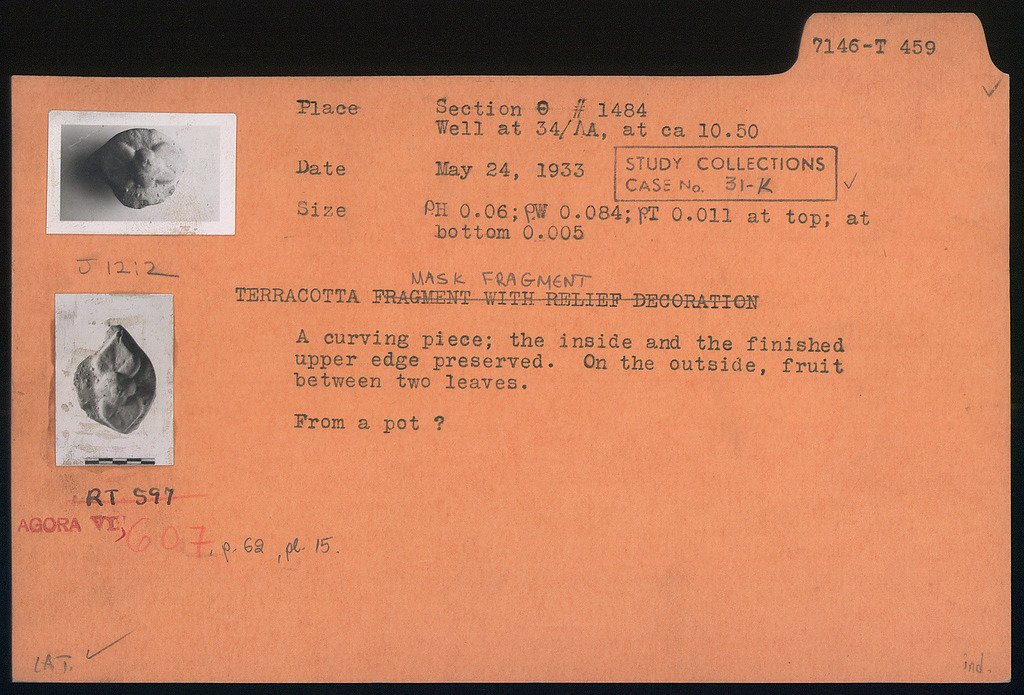 7146-T 459
Place Section Θ # 1484
Well at 34/ΛA, at ca 10.50
Date May 24, 1933
STUDY COLLECTIONS
CASE No. 31-K
Size PH 0.06; PW 0.084; PT 0.011 at top; at
bottom 0.005
J 12:2
MASK FRAGMENT
TERRACOTTA FRAGMENT WITH RELIEF DECORATION
A curving piece; the inside and the finished
upper edge preserved. On the outside, fruit
between two leaves.
From a pot ?
RT 597
AGORA VI, 607, p. 62, pl. 15.
CAT.
ind.